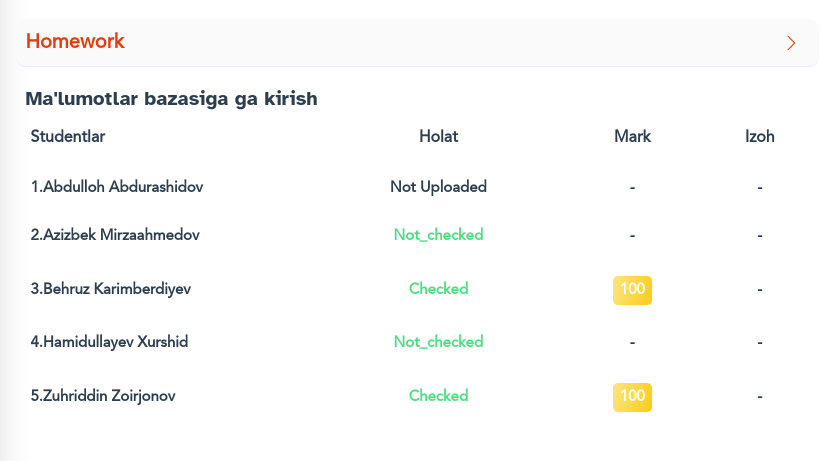 Homework
Ma'lumotlar bazasiga ga kirish
Studentlar Holat Mark Izoh
1.Abdulloh Abdurashidov Not Uploaded - -
2.Azizbek Mirzaahmedov Not_checked - -
3.Behruz Karimberdiyev Checked 100 -
4.Hamidullayev Xurshid Not_checked - -
5.Zuhriddin Zoirjonov Checked 100 -